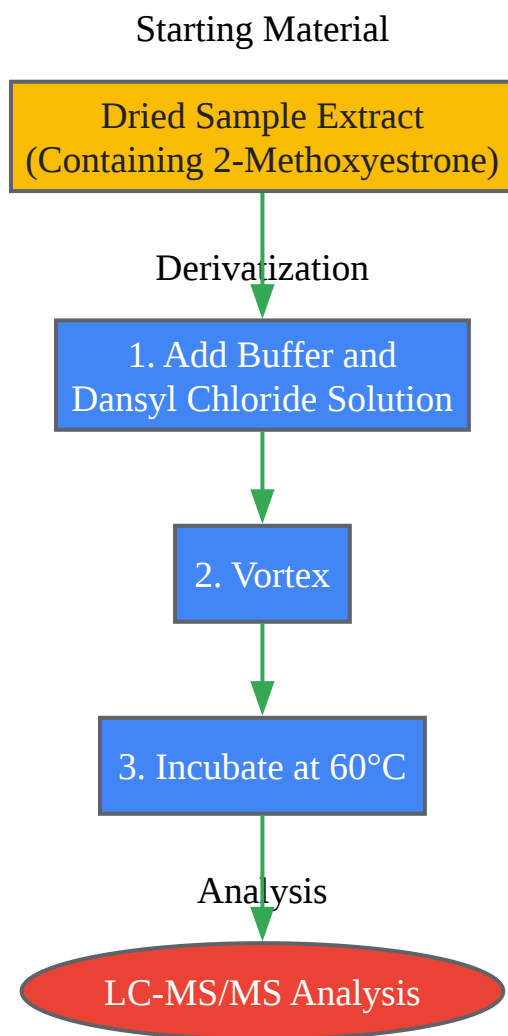 Starting Material
Dried Sample Extract
(Containing 2-Methoxyestrone)
Derivatization
1. Add Buffer and
Dansyl Chloride Solution
2. Vortex
3. Incubate at 60°C
Analysis
LC-MS/MS Analysis